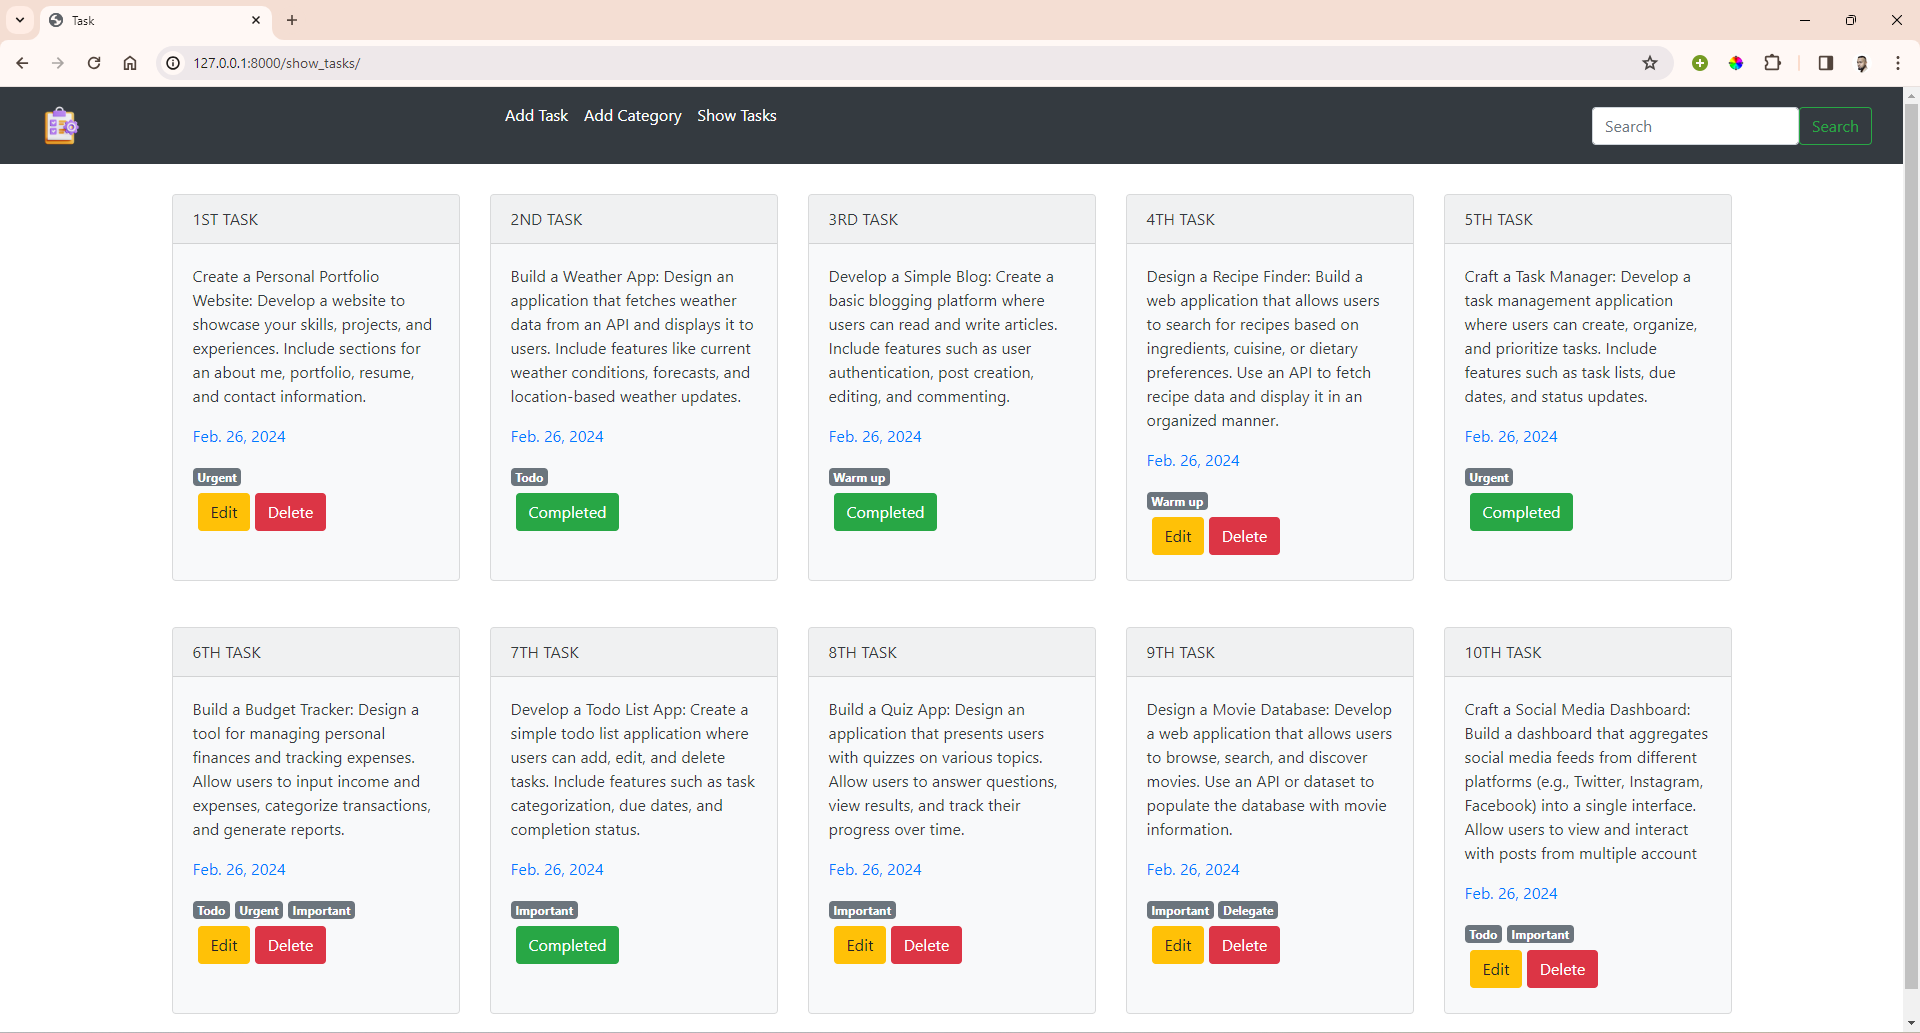 Task
127.0.0.1:8000/show_tasks/
Add Task Add Category Show Tasks
Search Search
1ST TASK
Create a Personal Portfolio
Website: Develop a website to
showcase your skills, projects, and
experiences. Include sections for
an about me, portfolio, resume,
and contact information.
Feb. 26, 2024
Urgent
Edit Delete
2ND TASK
Build a Weather App: Design an
application that fetches weather
data from an API and displays it to
users. Include features like current
weather conditions, forecasts, and
location-based weather updates.
Feb. 26, 2024
Todo
Completed
3RD TASK
Develop a Simple Blog: Create a
basic blogging platform where
users can read and write articles.
Include features such as user
authentication, post creation,
editing, and commenting.
Feb. 26, 2024
Warm up
Completed
4TH TASK
Design a Recipe Finder: Build a
web application that allows users
to search for recipes based on
ingredients, cuisine, or dietary
preferences. Use an API to fetch
recipe data and display it in an
organized manner.
Feb. 26, 2024
Warm up
Edit Delete
5TH TASK
Craft a Task Manager: Develop a
task management application
where users can create, organize,
and prioritize tasks. Include
features such as task lists, due
dates, and status updates.
Feb. 26, 2024
Urgent
Completed
6TH TASK
Build a Budget Tracker: Design a
tool for managing personal
finances and tracking expenses.
Allow users to input income and
expenses, categorize transactions,
and generate reports.
Feb. 26, 2024
Todo Urgent Important
Edit Delete
7TH TASK
Develop a Todo List App: Create a
simple todo list application where
users can add, edit, and delete
tasks. Include features such as task
categorization, due dates, and
completion status.
Feb. 26, 2024
Important
Completed
8TH TASK
Build a Quiz App: Design an
application that presents users
with quizzes on various topics.
Allow users to answer questions,
view results, and track their
progress over time.
Feb. 26, 2024
Important
Edit Delete
9TH TASK
Design a Movie Database: Develop
a web application that allows users
to browse, search, and discover
movies. Use an API or dataset to
populate the database with movie
information.
Feb. 26, 2024
Important Delegate
Edit Delete
10TH TASK
Craft a Social Media Dashboard:
Build a dashboard that aggregates
social media feeds from different
platforms (e.g., Twitter, Instagram,
Facebook) into a single interface.
Allow users to view and interact
with posts from multiple account
Feb. 26, 2024
Todo Important
Edit Delete